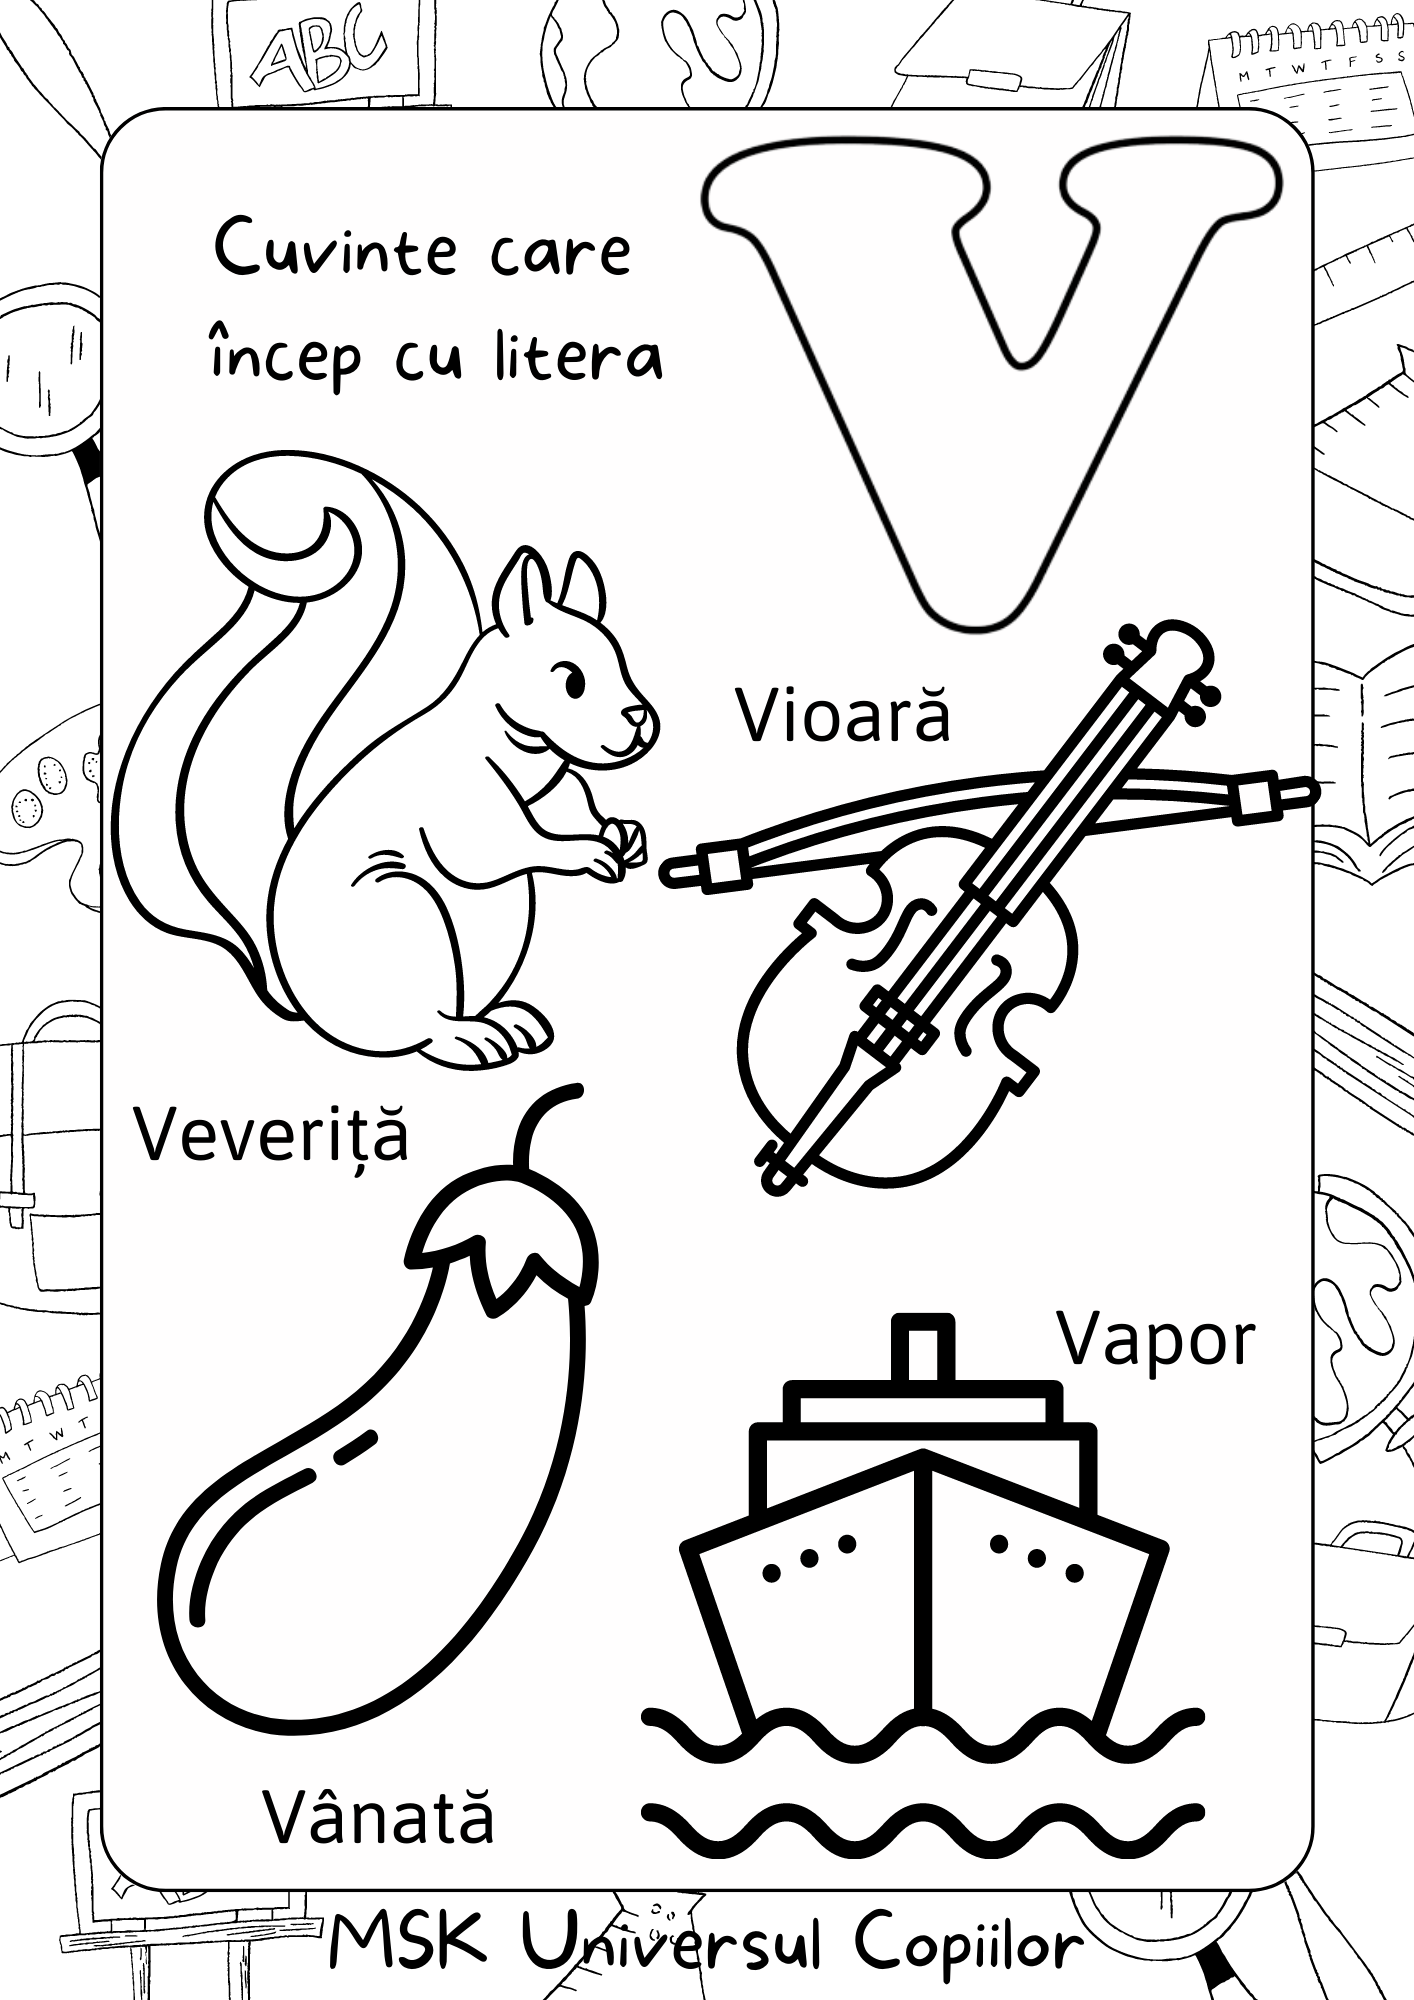 ABC
M T W T F S S
Cuvinte care
încep cu litera
V
Vioară
Veveriță
Vapor
M T W T
Vânată
MSK Universul Copiilor